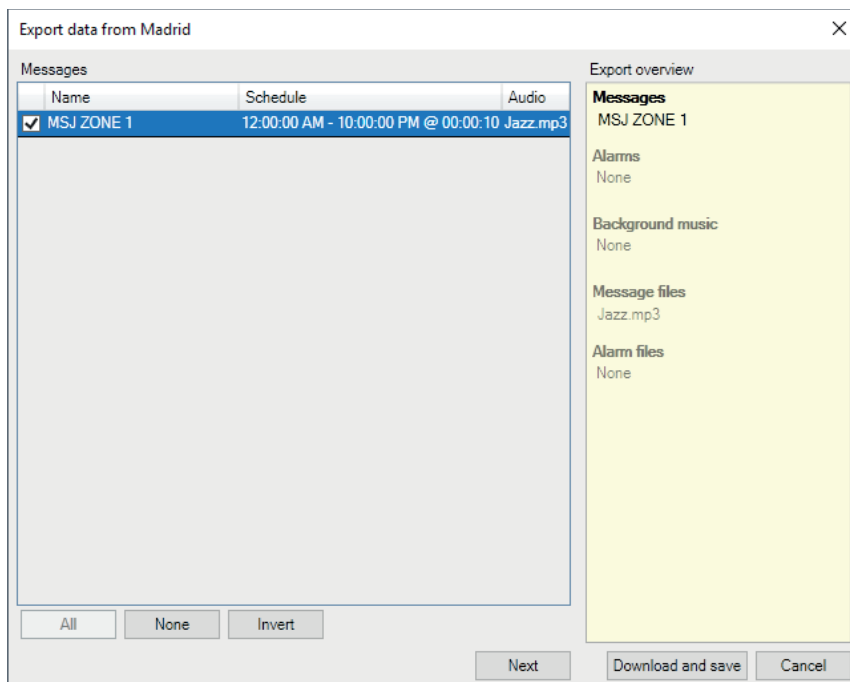 Export data from Madrid
Messages
Name Schedule Audio
MSJ ZONE 1 12:00:00 AM - 10:00:00 PM @ 00:00:10 Jazz.mp3
All None Invert
Export overview
Messages
MSJ ZONE 1
Alarms
None
Background music
None
Message files
Jazz.mp3
Alarm files
None
Next Download and save Cancel